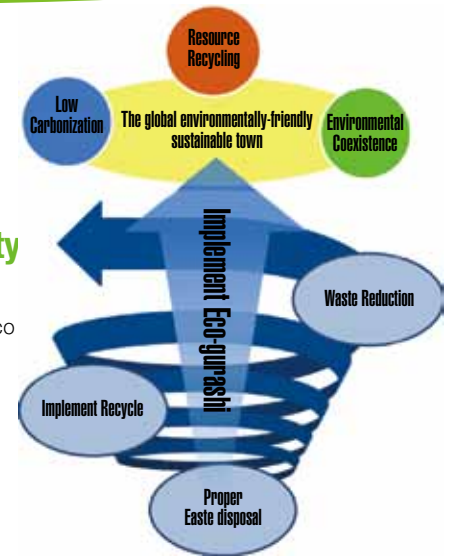 Resource
Recycling
Low
Carbonization
The global environmentally-friendly
sustainable town
Environmental
Coexistence
ty
co
Implement Eco-gurashi
Waste Reduction
Implement Recycle
Proper
Easte disposal